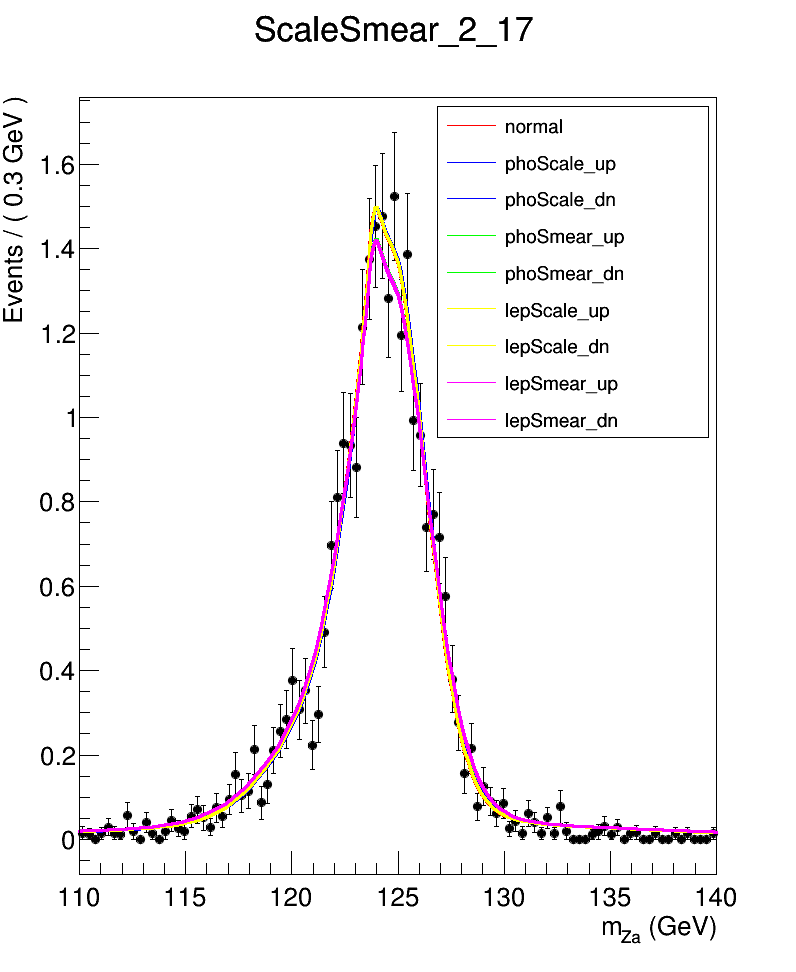 ScaleSmear_2_17
Events / ( 0.3 GeV )
normal
phoScale_up
phoScale_dn
phoSmear_up
phoSmear_dn
lepScale_up
lepScale_dn
lepSmear_up
lepSmear_dn
1.6
1.4
1.2
1
0.8
0.6
0.4
0.2
0
110 115 120 125 130 135 140
m_Za (GeV)